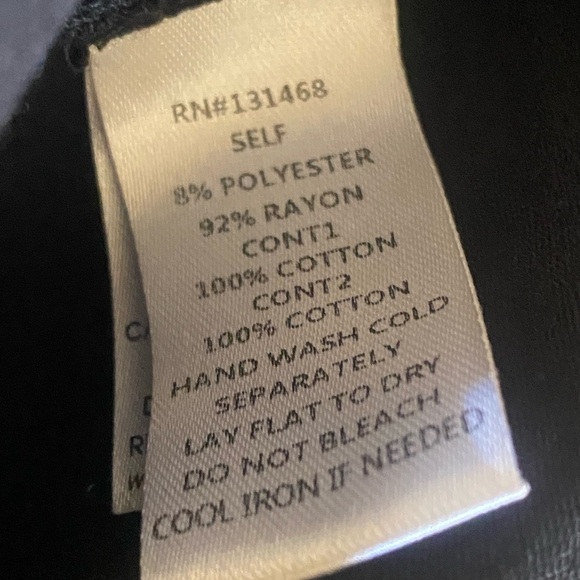 RN#131468
SELF
8% POLYESTER
92% RAYON
CONT1
100% COTTON
CONT2
100% COTTON
HAND WASH COLD
SEPARATELY
LAY FLAT TO DRY
DO NOT BLEACH
COOL IRON IF NEEDED